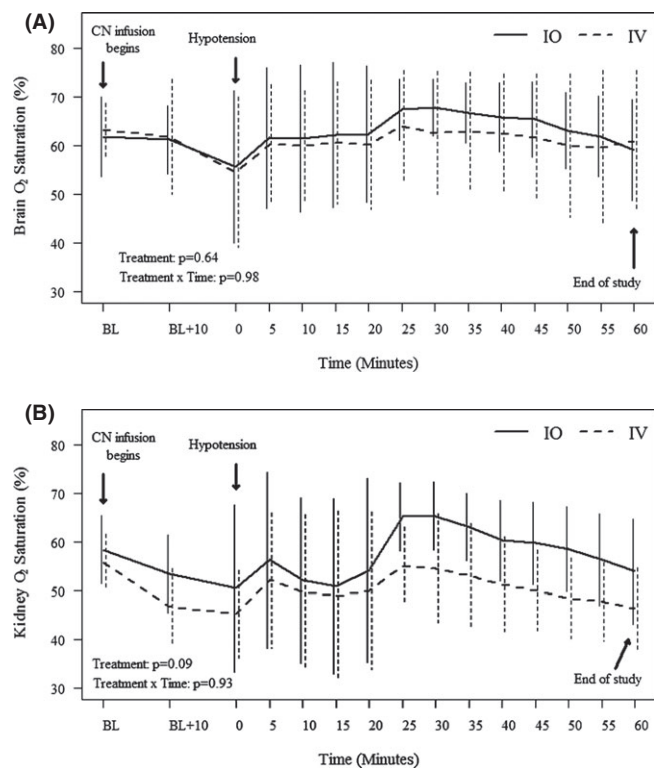 (A)
CN infusion
begins
Hypotension
IO IV
80
70
60
50
40
30
Brain O₂ Saturation (%)
Treatment: p=0.64
Treatment x Time: p=0.98
End of study
BL BL+10 0 5 10 15 20 25 30 35 40 45 50 55 60
Time (Minutes)
(B)
CN infusion
begins
Hypotension
IO IV
80
70
60
50
40
30
Kidney O₂ Saturation (%)
Treatment: p=0.09
Treatment x Time: p=0.93
End of study
BL BL+10 0 5 10 15 20 25 30 35 40 45 50 55 60
Time (Minutes)